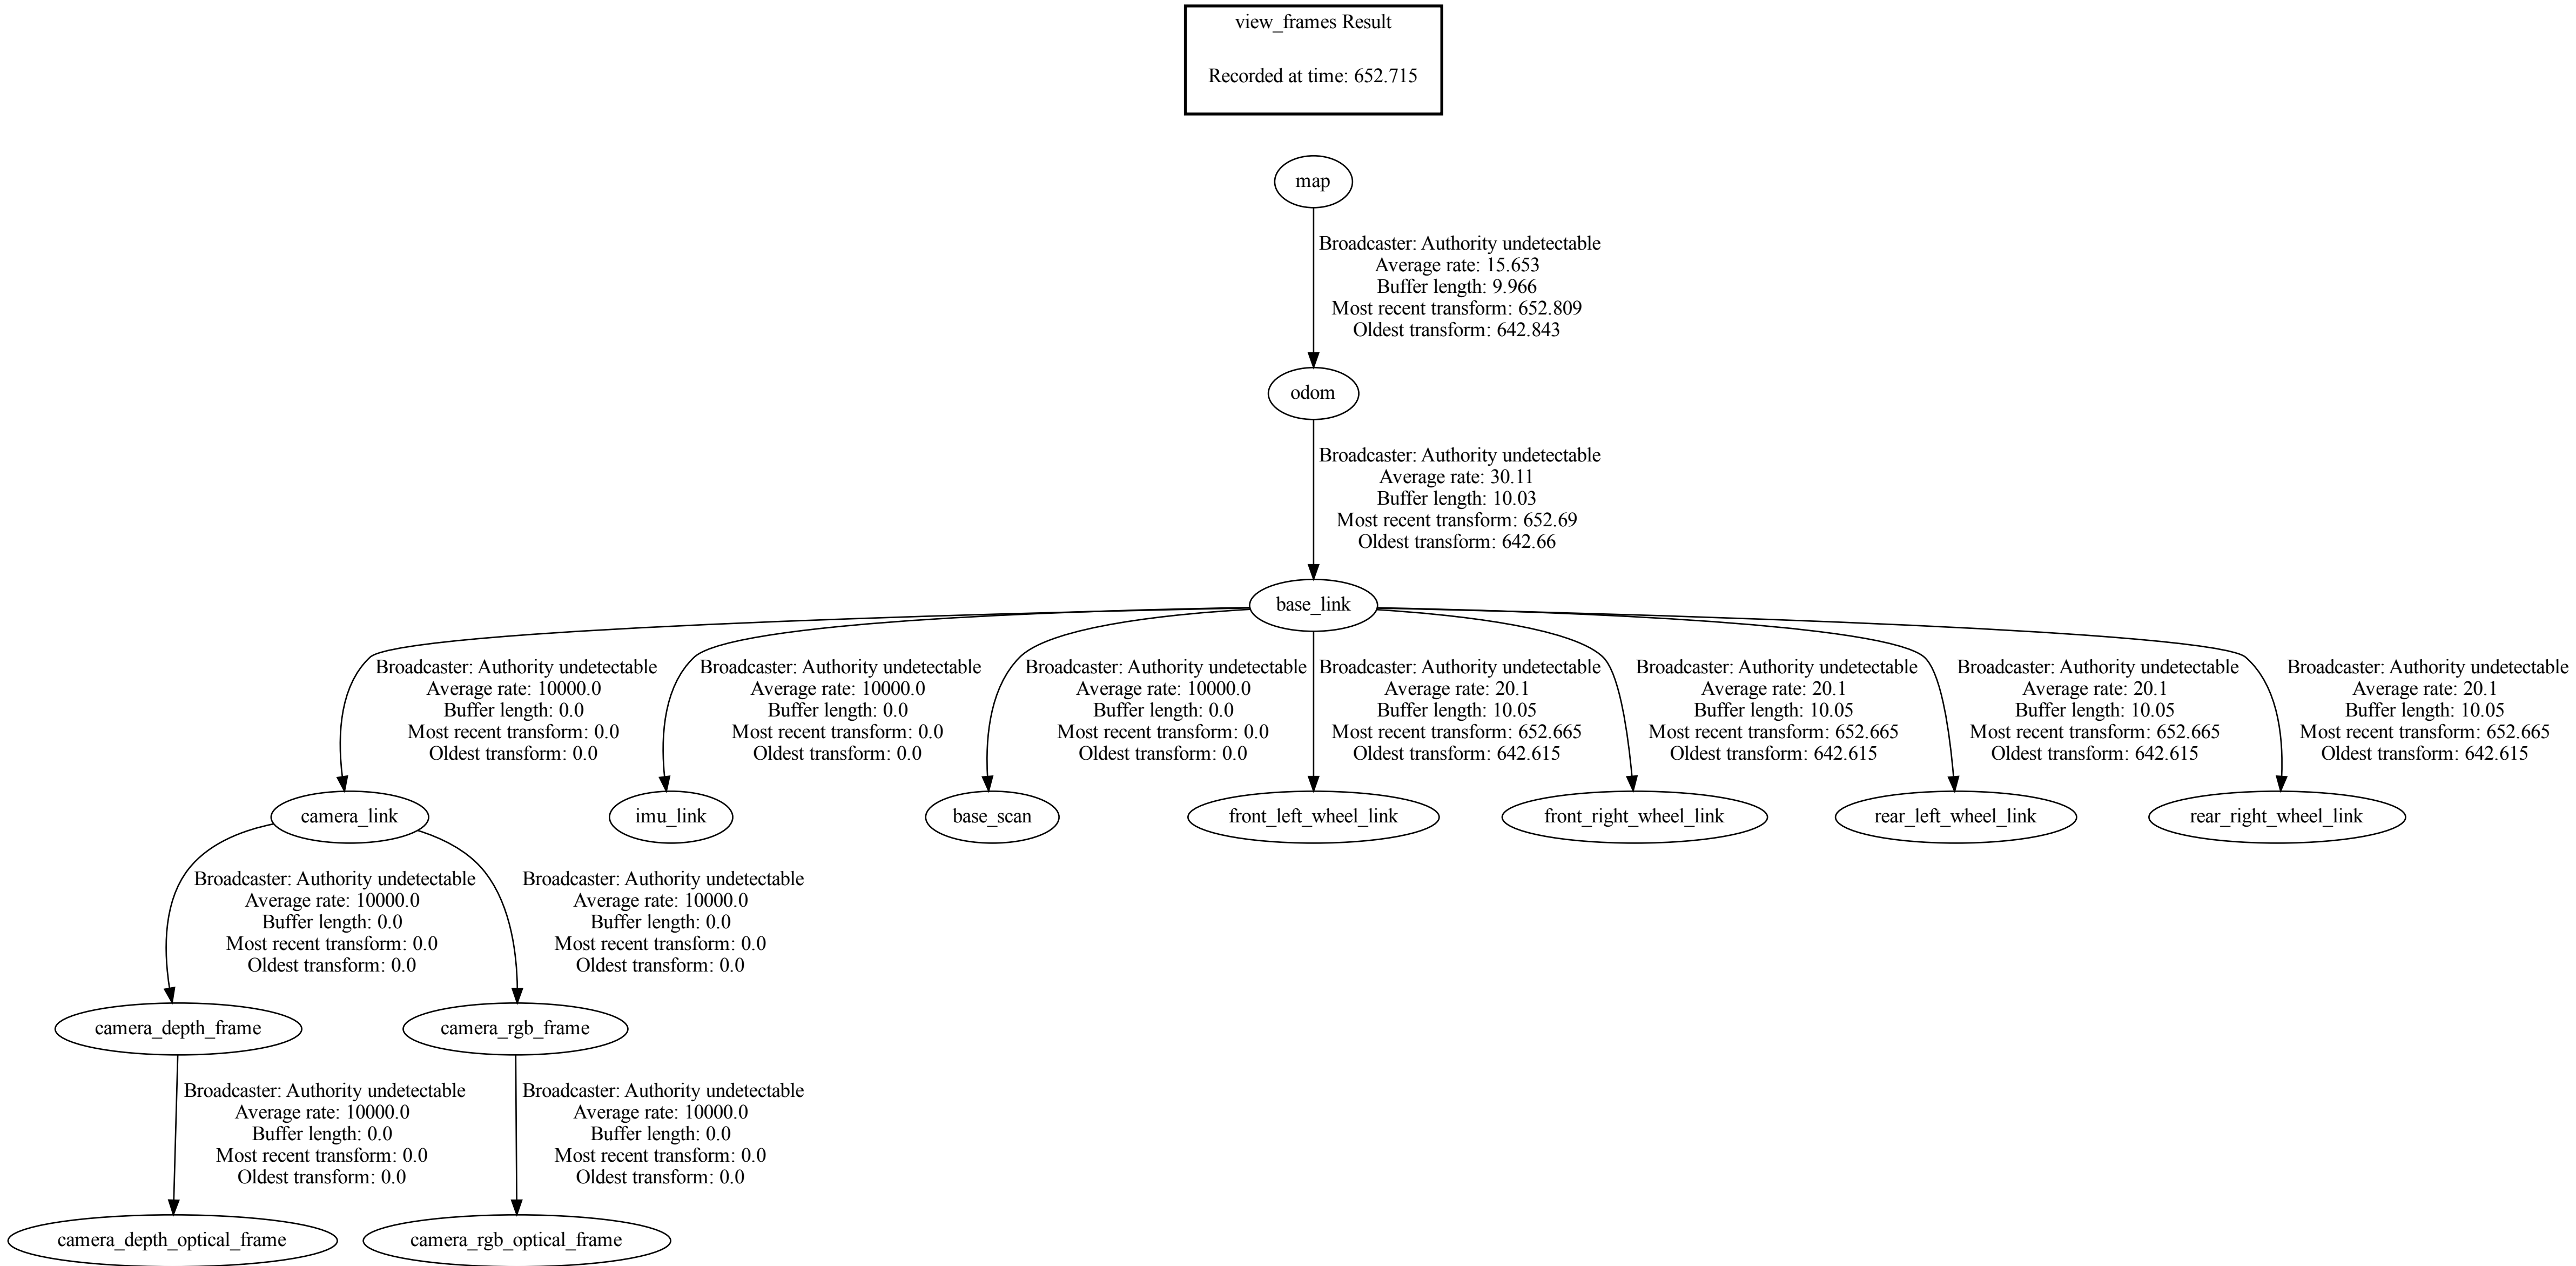 view_frames Result
Recorded at time: 652.715
map
Broadcaster: Authority undetectable
Average rate: 15.653
Buffer length: 9.966
Most recent transform: 652.809
Oldest transform: 642.843
odom
Broadcaster: Authority undetectable
Average rate: 30.11
Buffer length: 10.03
Most recent transform: 652.69
Oldest transform: 642.66
base_link
Broadcaster: Authority undetectable
Average rate: 10000.0
Buffer length: 0.0
Most recent transform: 0.0
Oldest transform: 0.0
Broadcaster: Authority undetectable
Average rate: 10000.0
Buffer length: 0.0
Most recent transform: 0.0
Oldest transform: 0.0
Broadcaster: Authority undetectable
Average rate: 10000.0
Buffer length: 0.0
Most recent transform: 0.0
Oldest transform: 0.0
Broadcaster: Authority undetectable
Average rate: 20.1
Buffer length: 10.05
Most recent transform: 652.665
Oldest transform: 642.615
Broadcaster: Authority undetectable
Average rate: 20.1
Buffer length: 10.05
Most recent transform: 652.665
Oldest transform: 642.615
Broadcaster: Authority undetectable
Average rate: 20.1
Buffer length: 10.05
Most recent transform: 652.665
Oldest transform: 642.615
Broadcaster: Authority undetectable
Average rate: 20.1
Buffer length: 10.05
Most recent transform: 652.665
Oldest transform: 642.615
camera_link
imu_link
base_scan
front_left_wheel_link
front_right_wheel_link
rear_left_wheel_link
rear_right_wheel_link
Broadcaster: Authority undetectable
Average rate: 10000.0
Buffer length: 0.0
Most recent transform: 0.0
Oldest transform: 0.0
Broadcaster: Authority undetectable
Average rate: 10000.0
Buffer length: 0.0
Most recent transform: 0.0
Oldest transform: 0.0
camera_depth_frame
camera_rgb_frame
Broadcaster: Authority undetectable
Average rate: 10000.0
Buffer length: 0.0
Most recent transform: 0.0
Oldest transform: 0.0
Broadcaster: Authority undetectable
Average rate: 10000.0
Buffer length: 0.0
Most recent transform: 0.0
Oldest transform: 0.0
camera_depth_optical_frame
camera_rgb_optical_frame